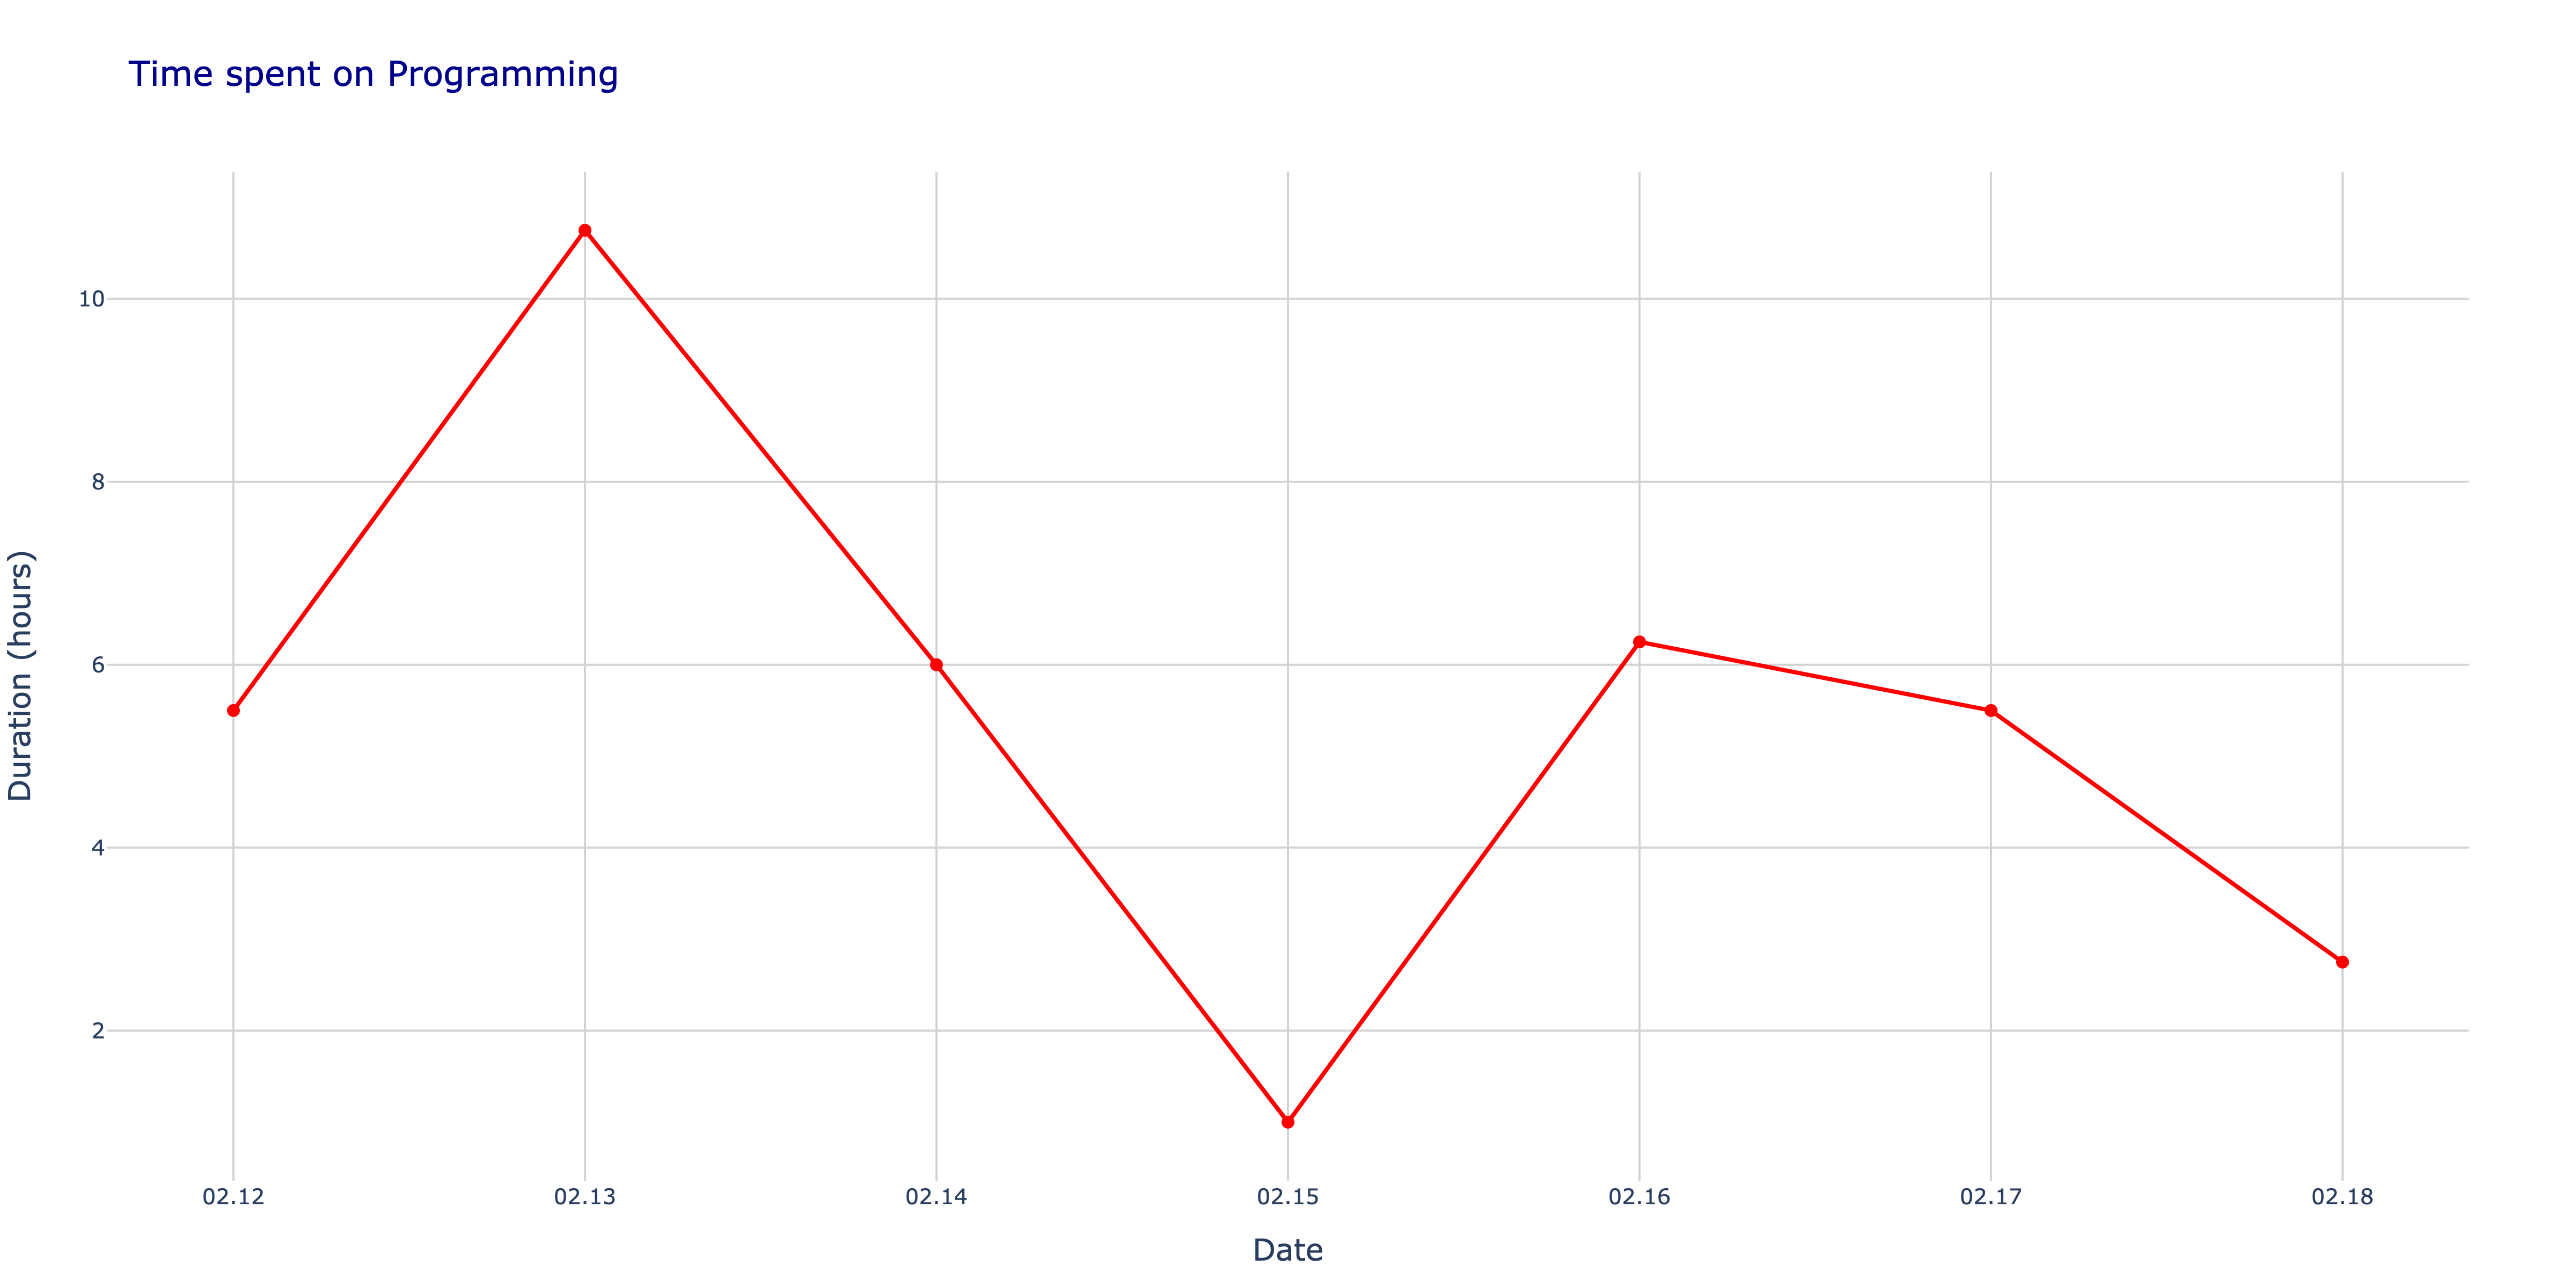 Time spent on Programming
10
8
6
4
2
Duration (hours)
02.12 02.13 02.14 02.15 02.16 02.17 02.18
Date